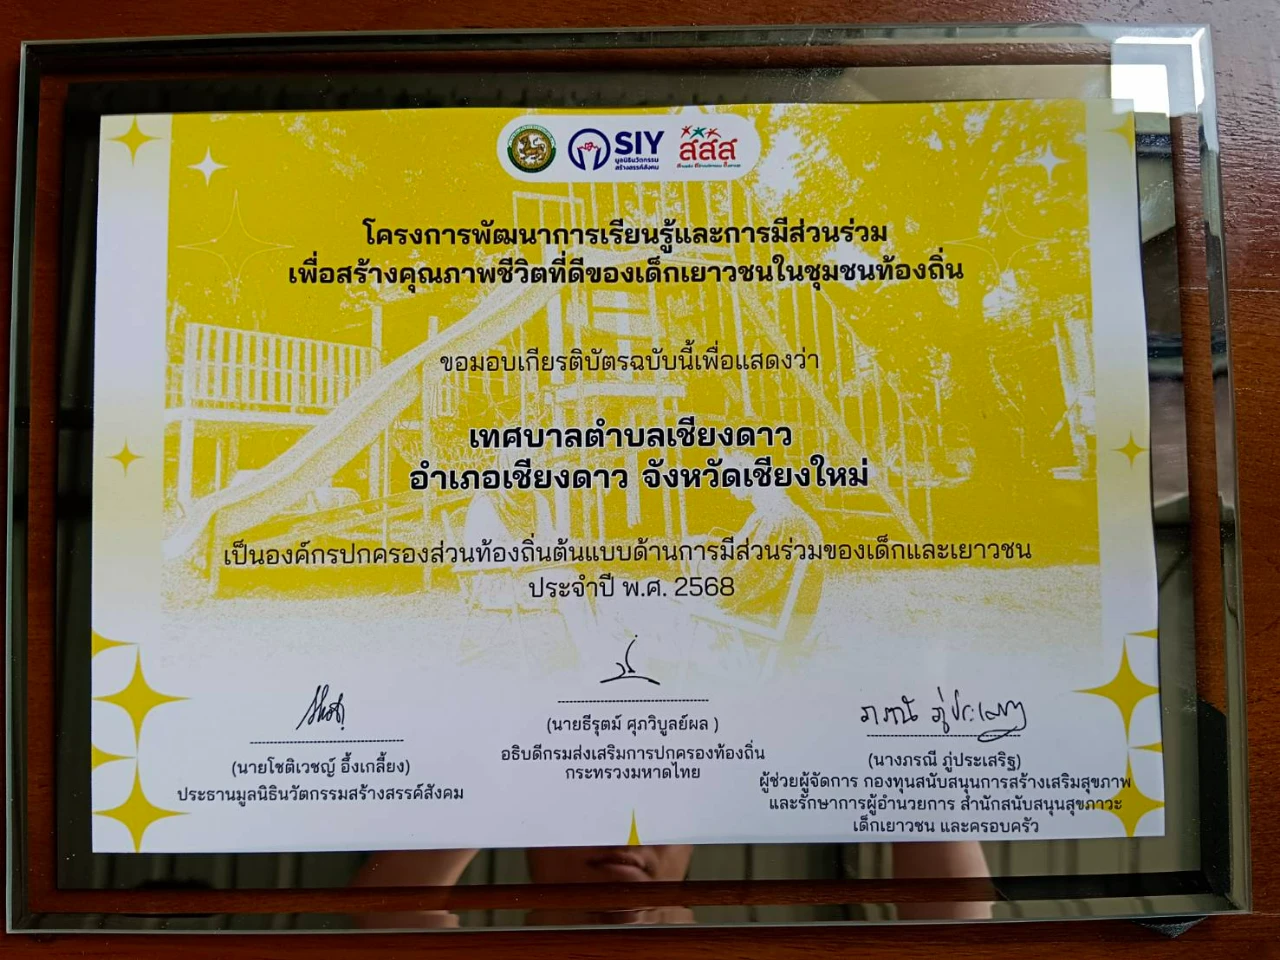 SIY
มูลนิธินวัตกรรม
สร้างสรรค์สังคม
สสส
โครงการพัฒนาการเรียนรู้และการมีส่วนร่วม
เพื่อสร้างคุณภาพชีวิตที่ดีของเด็กเยาวชนในชุมชนท้องถิ่น
ขอมอบเกียรติบัตรฉบับนี้เพื่อแสดงว่า
เทศบาลตำบลเชียงดาว
อำเภอเชียงดาว จังหวัดเชียงใหม่
เป็นองค์กรปกครองส่วนท้องถิ่นต้นแบบด้านการมีส่วนร่วมของเด็กและเยาวชน
ประจำปี พ.ศ. 2568
(นายโชติเวชญ์ อึ้งเกลี้ยง)
ประธานมูลนิธินวัตกรรมสร้างสรรค์สังคม
(นายธีรุตม์ ศุภวิบูลย์ผล )
อธิบดีกรมส่งเสริมการปกครองท้องถิ่น
กระทรวงมหาดไทย
(นางภรณี ภู่ประเสริฐ)
ผู้ช่วยผู้จัดการ กองทุนสนับสนุนการสร้างเสริมสุขภาพ
และรักษาการผู้อำนวยการ สำนักสนับสนุนสุขภาวะ
เด็กเยาวชน และครอบครัว